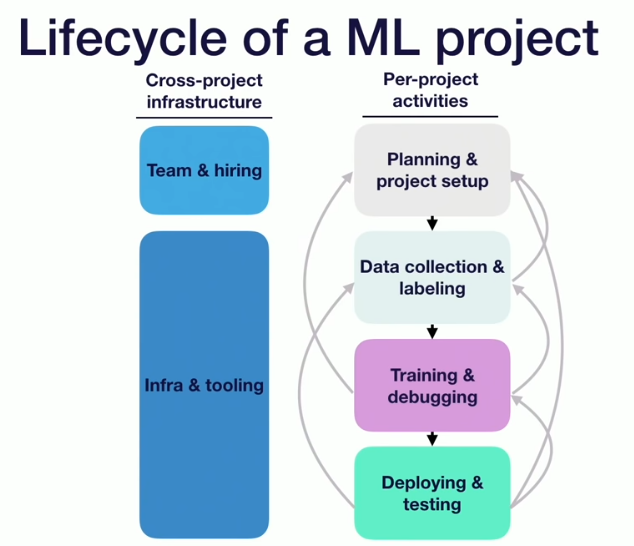 Lifecycle of a ML project
Cross-project
infrastructure
Team & hiring
Infra & tooling
Per-project
activities
Planning &
project setup
Data collection &
labeling
Training &
debugging
Deploying &
testing